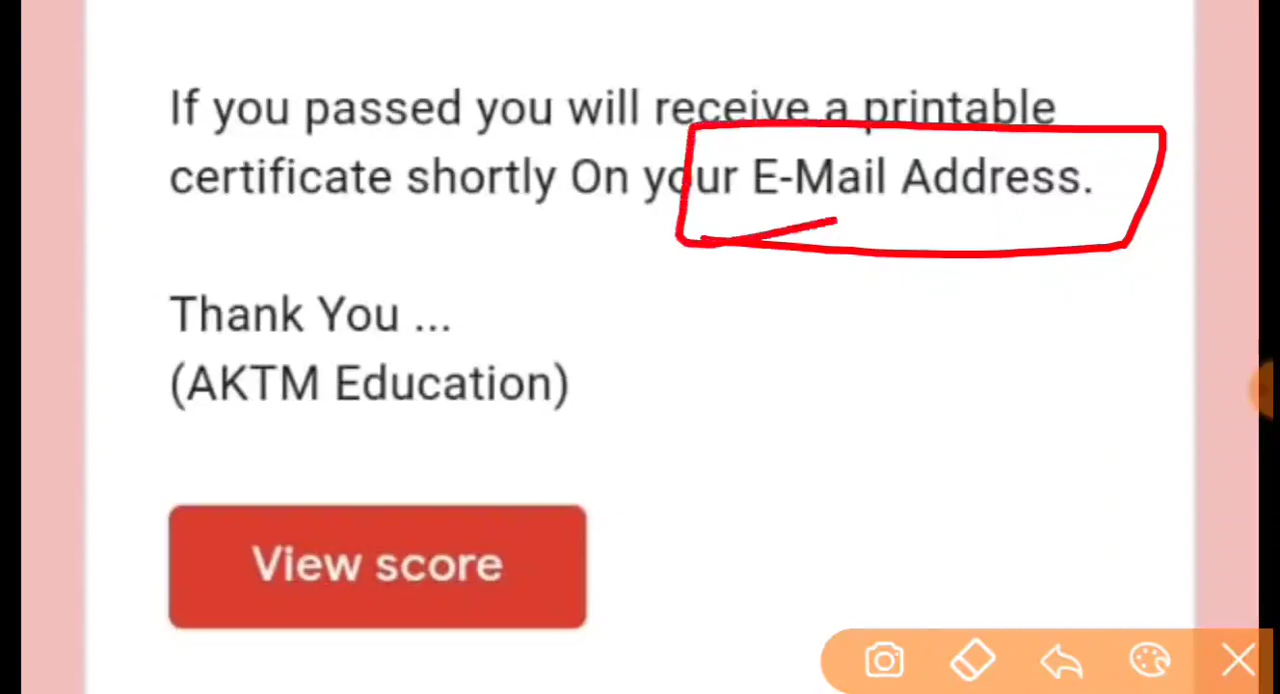 If you passed you will receive a printable
certificate shortly On your E-Mail Address.
Thank You ...
(AKTM Education)
View score